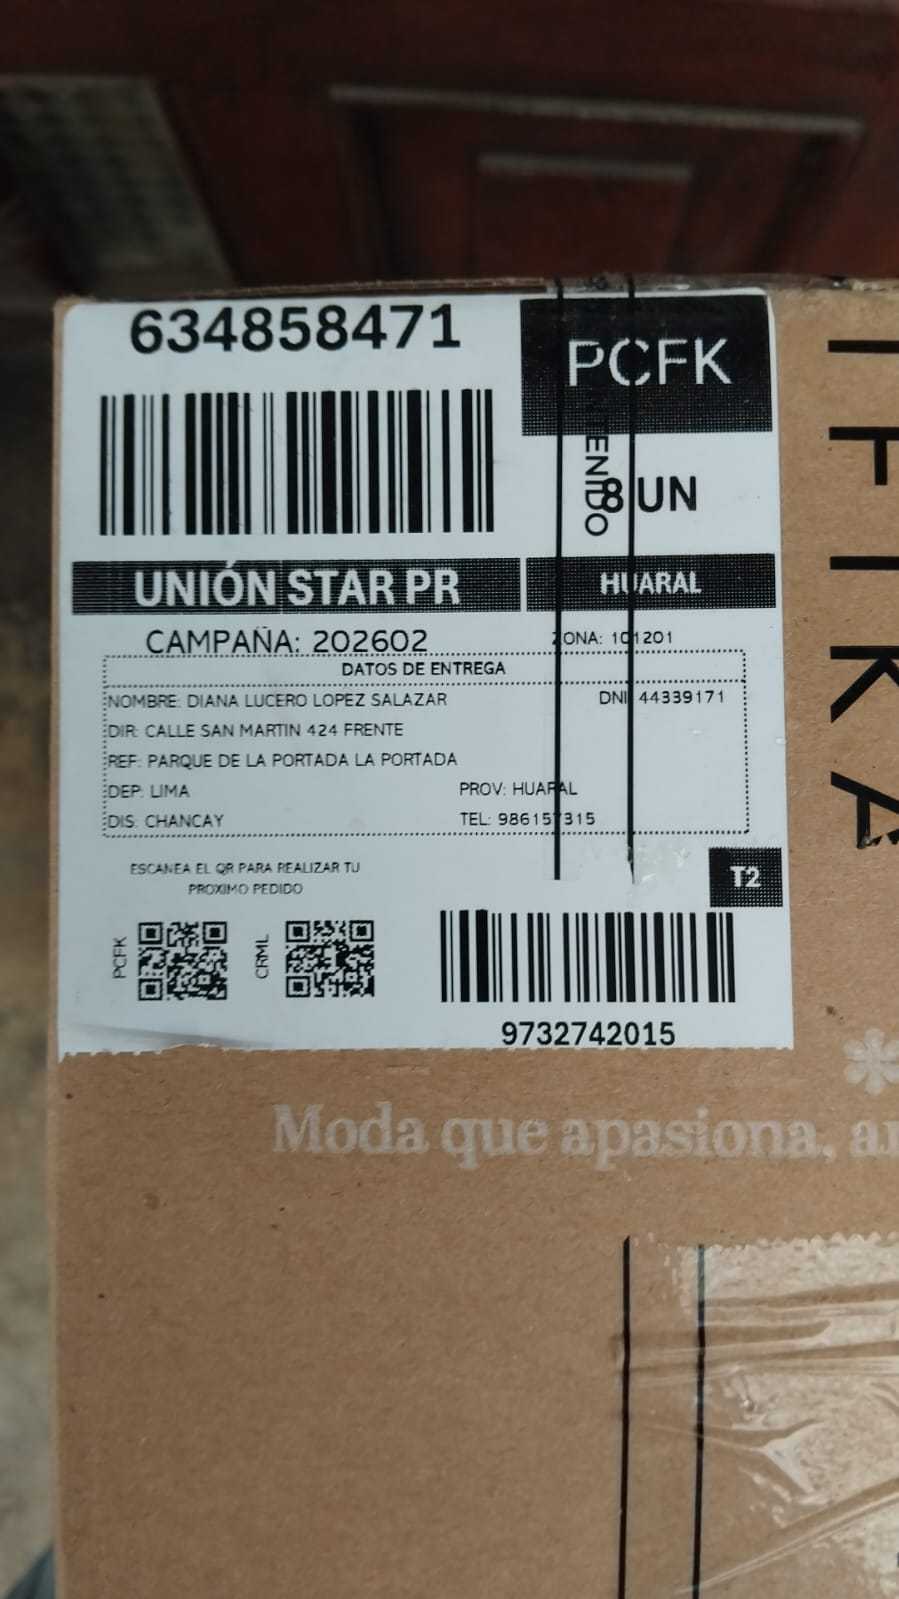 634858471
PCFK
TENIDO
8 UN
UNIÓN STAR PR
HUARAL
CAMPAÑA: 202602
ZONA: 101201
DATOS DE ENTREGA
NOMBRE: DIANA LUCERO LOPEZ SALAZAR DNI 44339171
DIR: CALLE SAN MARTIN 424 FRENTE
REF: PARQUE DE LA PORTADA LA PORTADA
DEP: LIMA PROV: HUARAL
DIS: CHANCAY TEL: 986157315
ESCANEA EL QR PARA REALIZAR TU
PROXIMO PEDIDO
T2
PCFK
CRML
9732742015
IFIKA
Moda que apasiona,